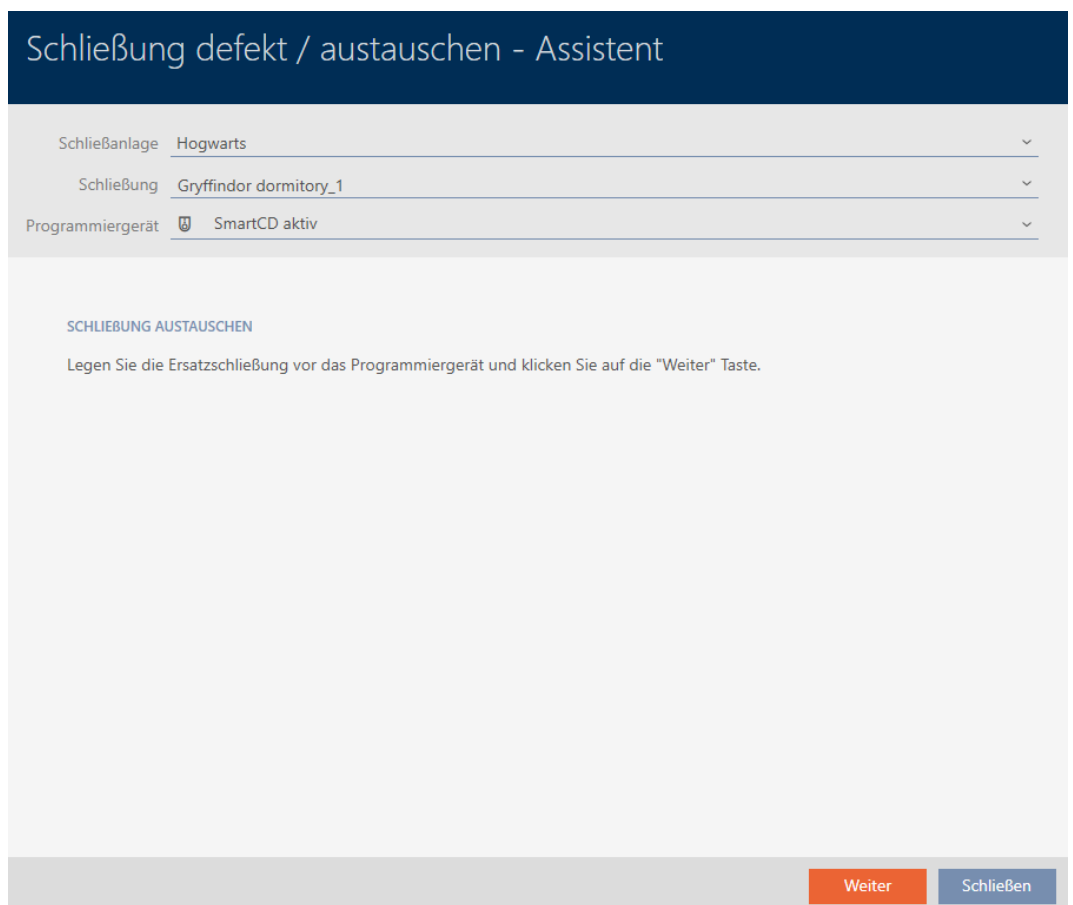 Schließung defekt / austauschen - Assistent
Schließanlage Hogwarts
Schließung Gryffindor dormitory_1
Programmiergerät SmartCD aktiv
SCHLIEßUNG AUSTAUSCHEN
Legen Sie die Ersatzschließung vor das Programmiergerät und klicken Sie auf die "Weiter" Taste.
Weiter Schließen